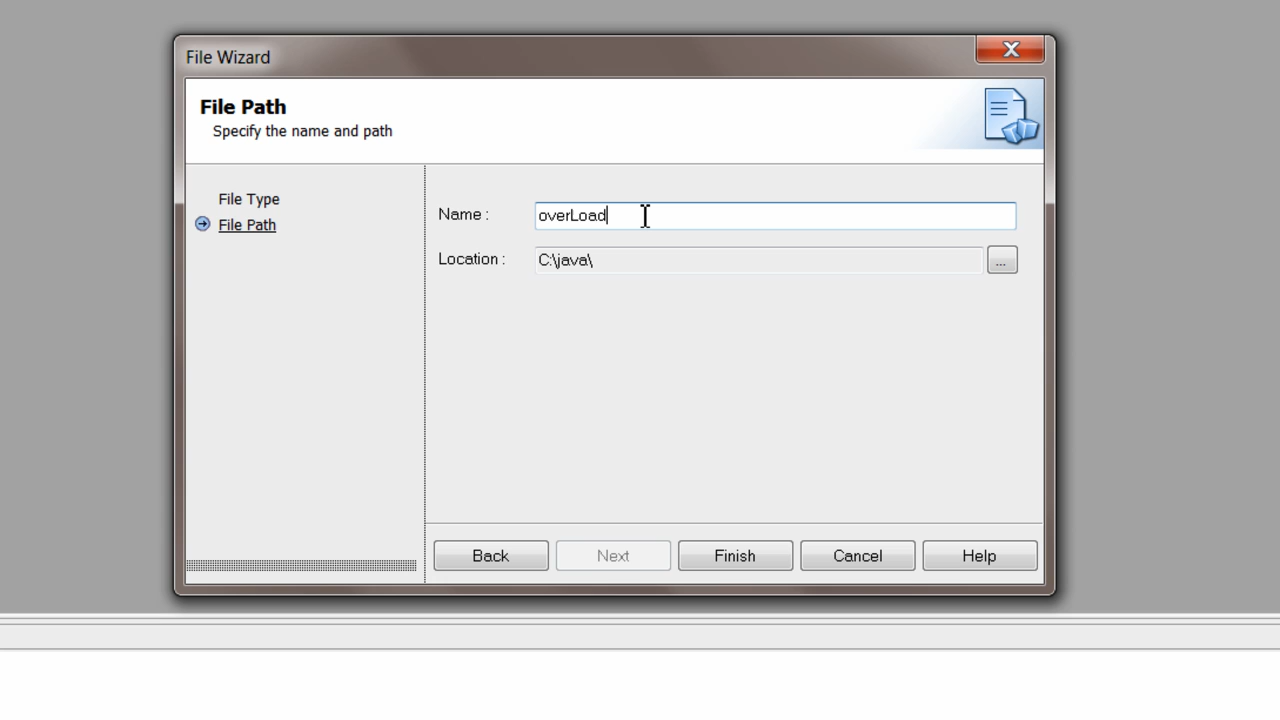 File Wizard
File Path
Specify the name and path
File Type
File Path
Name :
overLoad
Location :
C:\java\
...
Back
Next
Finish
Cancel
Help